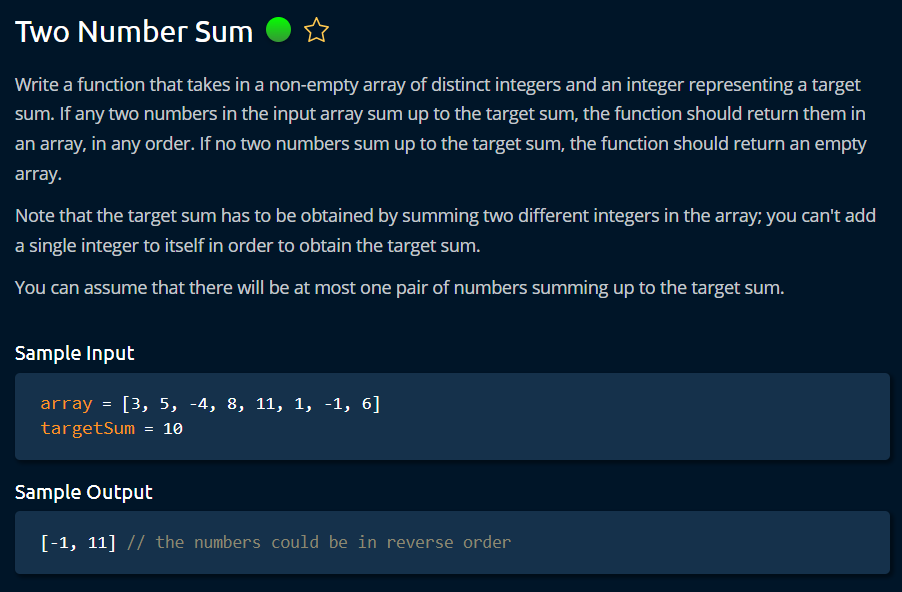 Two Number Sum
Write a function that takes in a non-empty array of distinct integers and an integer representing a target
sum. If any two numbers in the input array sum up to the target sum, the function should return them in
an array, in any order. If no two numbers sum up to the target sum, the function should return an empty
array.
Note that the target sum has to be obtained by summing two different integers in the array; you can't add
a single integer to itself in order to obtain the target sum.
You can assume that there will be at most one pair of numbers summing up to the target sum.
Sample Input
array = [3, 5, -4, 8, 11, 1, -1, 6]
targetSum = 10
Sample Output
[-1, 11] // the numbers could be in reverse order